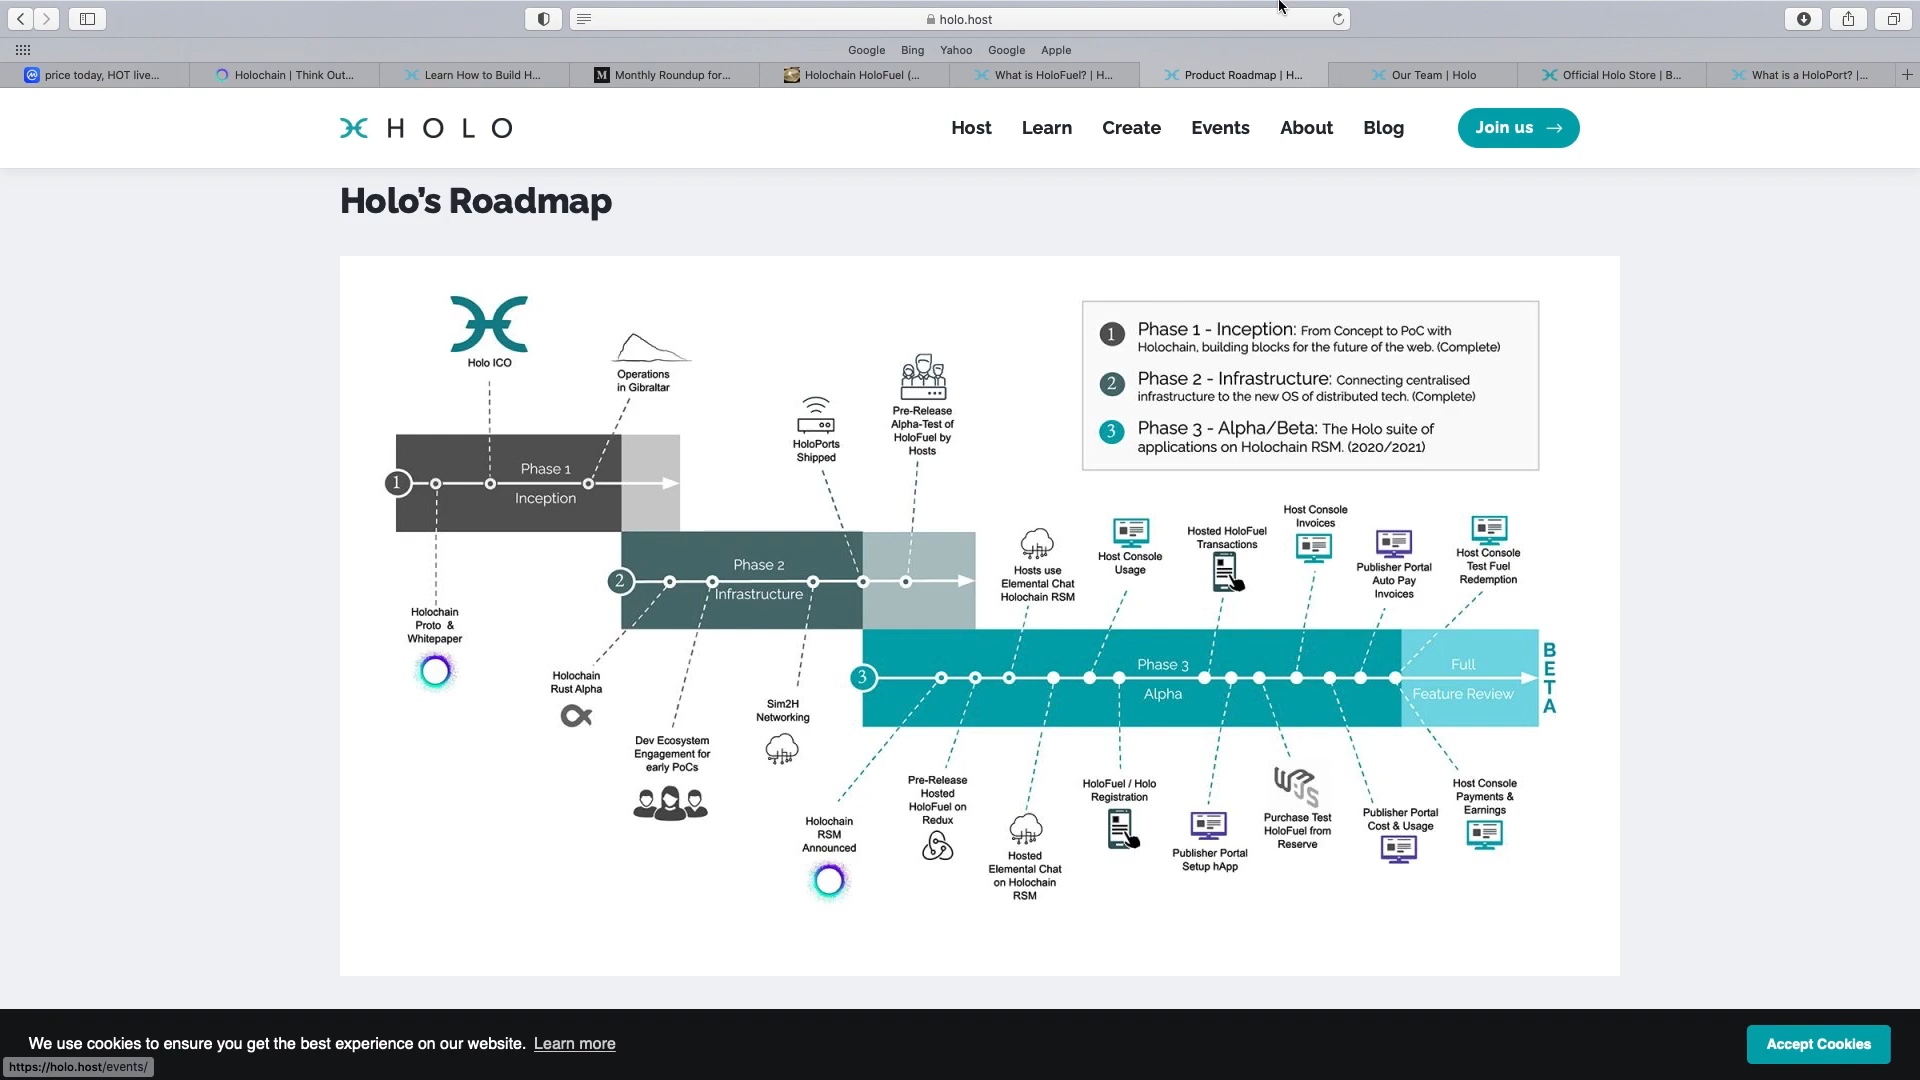 holo.host
Google Bing Yahoo Google Apple
price today, HOT live...
Holochain | Think Out...
Learn How to Build H...
M
Monthly Roundup for...
Holochain HoloFuel (...
What is HoloFuel? | H...
Product Roadmap | H...
Our Team | Holo
Official Holo Store | B...
What is a HoloPort? |...
HOLO
Host Learn Create Events About Blog
Join us →
Holo's Roadmap
Holo ICO
Operations
in Gibraltar
1 Phase 1 - Inception: From Concept to PoC with
Holochain, building blocks for the future of the web. (Complete)
2 Phase 2 - Infrastructure: Connecting centralised
infrastructure to the new OS of distributed tech. (Complete)
3 Phase 3 - Alpha/Beta: The Holo suite of
applications on Holochain RSM. (2020/2021)
HoloPorts
Shipped
Pre-Release
Alpha-Test of
HoloFuel by
Hosts
1
Phase 1
Inception
Holochain
Proto &
Whitepaper
2
Phase 2
Infrastructure
Holochain
Rust Alpha
Dev Ecosystem
Engagement for
early PoCs
Sim2H
Networking
Hosts use
Elemental Chat
Holochain RSM
Host Console
Usage
Hosted HoloFuel
Transactions
Host Console
Invoices
Publisher Portal
Auto Pay
Invoices
Host Console
Test Fuel
Redemption
3
Phase 3
Alpha
Full
Feature Review
BETA
Holochain
RSM
Announced
Pre-Release
Hosted
HoloFuel on
Redux
Hosted
Elemental Chat
on Holochain
RSM
HoloFuel / Holo
Registration
Publisher Portal
Setup hApp
Purchase Test
HoloFuel from
Reserve
Publisher Portal
Cost & Usage
Host Console
Payments &
Earnings
We use cookies to ensure you get the best experience on our website. Learn more
Accept Cookies
https://holo.host/events/